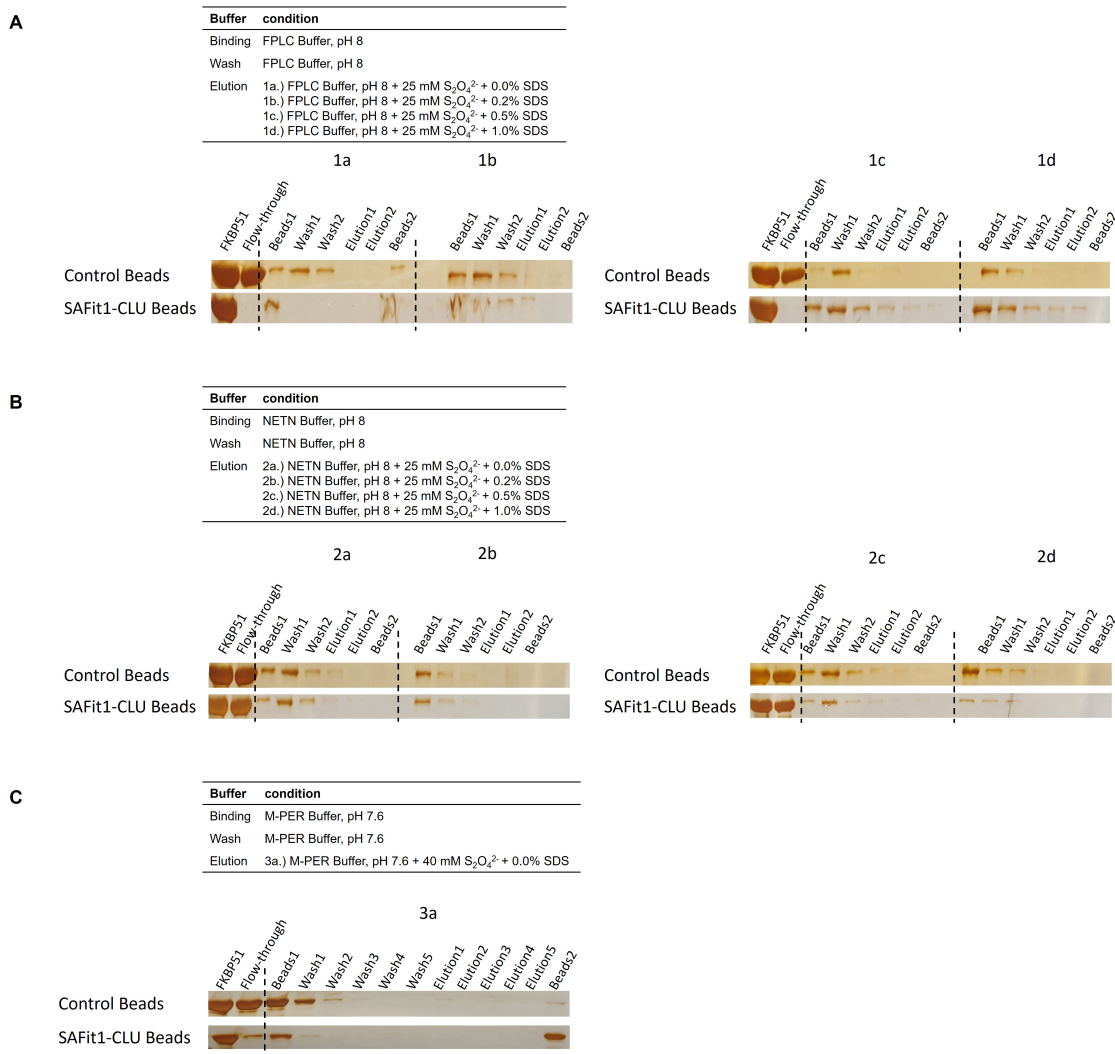 A
Buffer condition
Binding FPLC Buffer, pH 8
Wash FPLC Buffer, pH 8
Elution 1a.) FPLC Buffer, pH 8 + 25 mM S₂O₄²⁻ + 0.0% SDS
1b.) FPLC Buffer, pH 8 + 25 mM S₂O₄²⁻ + 0.2% SDS
1c.) FPLC Buffer, pH 8 + 25 mM S₂O₄²⁻ + 0.5% SDS
1d.) FPLC Buffer, pH 8 + 25 mM S₂O₄²⁻ + 1.0% SDS
1a 1b 1c 1d
FKBP51 Flow-through Beads1 Wash1 Wash2 Elution1 Elution2 Beads2 Beads1 Wash1 Wash2 Elution1 Elution2 Beads2
FKBP51 Flow-through Beads1 Wash1 Wash2 Elution1 Elution2 Beads2 Beads1 Wash1 Wash2 Elution1 Elution2 Beads2
Control Beads Control Beads
SAFit1-CLU Beads SAFit1-CLU Beads
B
Buffer condition
Binding NETN Buffer, pH 8
Wash NETN Buffer, pH 8
Elution 2a.) NETN Buffer, pH 8 + 25 mM S₂O₄²⁻ + 0.0% SDS
2b.) NETN Buffer, pH 8 + 25 mM S₂O₄²⁻ + 0.2% SDS
2c.) NETN Buffer, pH 8 + 25 mM S₂O₄²⁻ + 0.5% SDS
2d.) NETN Buffer, pH 8 + 25 mM S₂O₄²⁻ + 1.0% SDS
2a 2b 2c 2d
FKBP51 Flow-through Beads1 Wash1 Wash2 Elution1 Elution2 Beads2 Beads1 Wash1 Wash2 Elution1 Elution2 Beads2
FKBP51 Flow-through Beads1 Wash1 Wash2 Elution1 Elution2 Beads2 Beads1 Wash1 Wash2 Elution1 Elution2 Beads2
Control Beads Control Beads
SAFit1-CLU Beads SAFit1-CLU Beads
C
Buffer condition
Binding M-PER Buffer, pH 7.6
Wash M-PER Buffer, pH 7.6
Elution 3a.) M-PER Buffer, pH 7.6 + 40 mM S₂O₄²⁻ + 0.0% SDS
3a
FKBP51 Flow-through Beads1 Wash1 Wash2 Wash3 Wash4 Wash5 Elution1 Elution2 Elution3 Elution4 Elution5 Beads2
Control Beads
SAFit1-CLU Beads